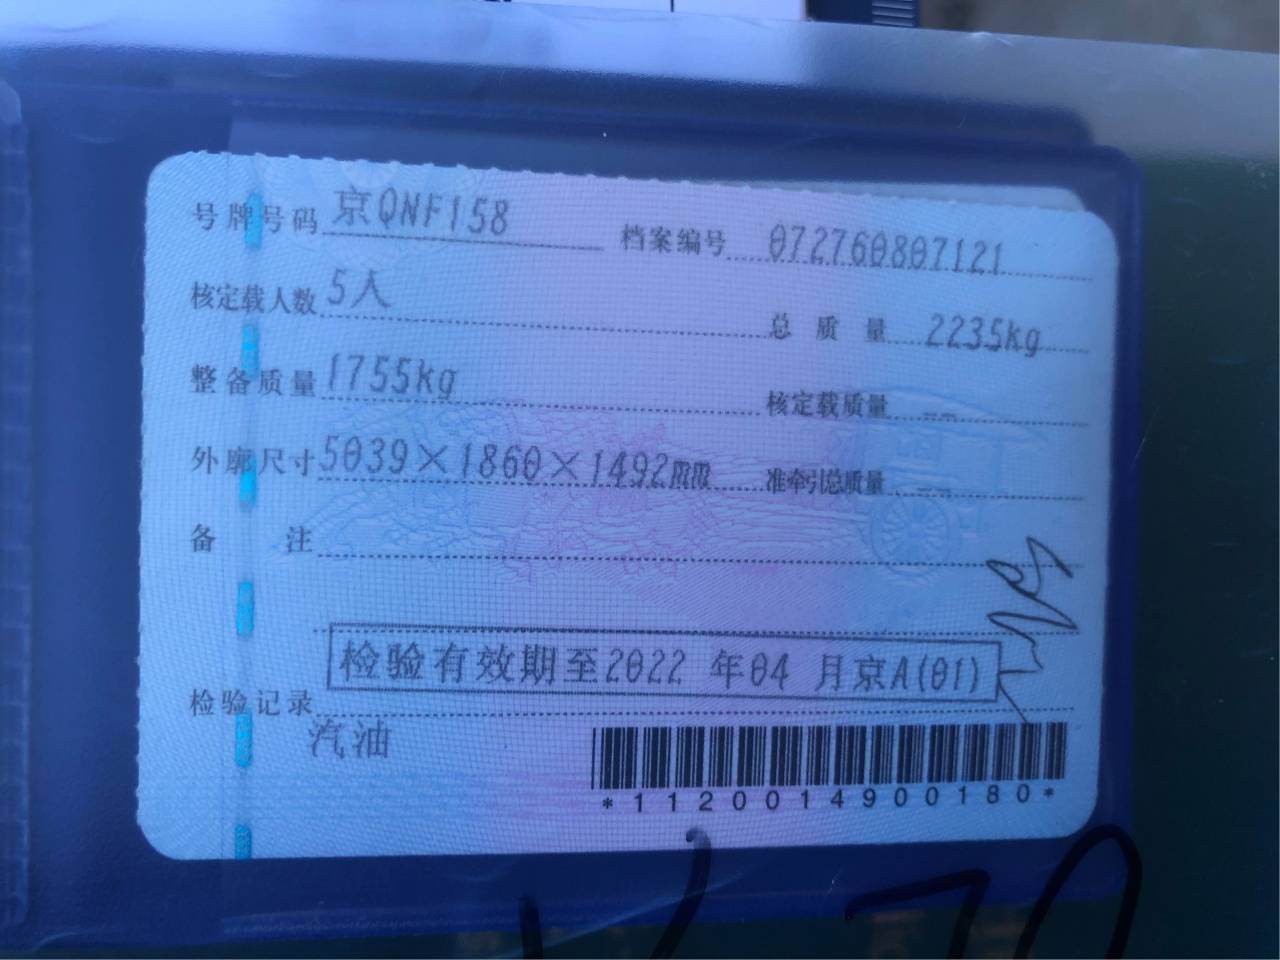 号牌号码 京QNF158 档案编号 072760807121
核定载人数 5人 总质量 2235kg
整备质量 1755kg 核定载质量 --
外廓尺寸 5039×1860×1492mm 准牵引总质量 --
备注
检验记录 检验有效期至2022 年04 月京A(01)
汽油
*1120014900180*